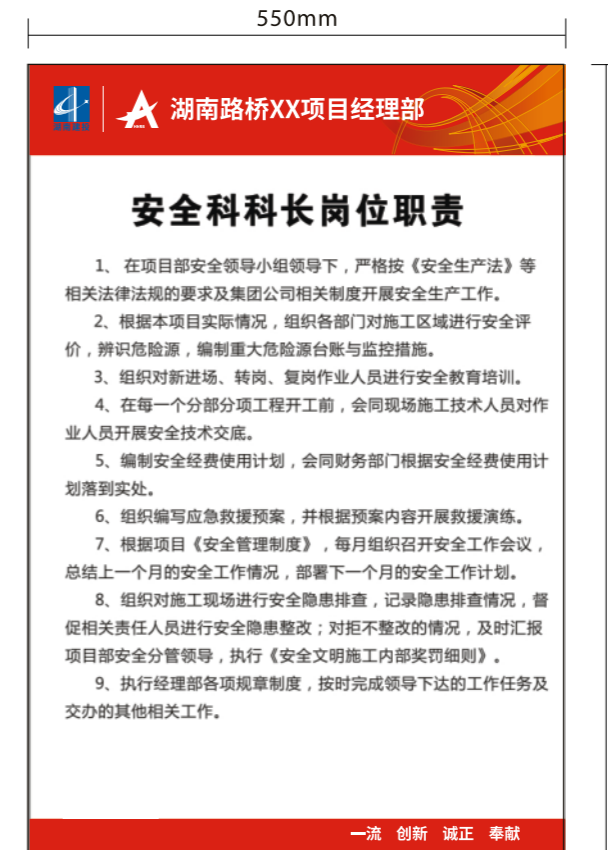 550mm
湖南路桥XX项目经理部
安全科科长岗位职责
1、 在项目部安全领导小组领导下，严格按《安全生产法》等
相关法律法规的要求及集团公司相关制度开展安全生产工作。
2、根据本项目实际情况，组织各部门对施工区域进行安全评
价，辨识危险源，编制重大危险源台账与监控措施。
3、组织对新进场、转岗、复岗作业人员进行安全教育培训。
4、在每一个分部分项工程开工前，会同现场施工技术人员对作
业人员开展安全技术交底。
5、编制安全经费使用计划，会同财务部门根据安全经费使用计
划落到实处。
6、组织编写应急救援预案，并根据预案内容开展救援演练。
7、根据项目《安全管理制度》，每月组织召开安全工作会议，
总结上一个月的安全工作情况，部署下一个月的安全工作计划。
8、组织对施工现场进行安全隐患排查，记录隐患排查情况，督
促相关责任人员进行安全隐患整改；对拒不整改的情况，及时汇报
项目部安全分管领导，执行《安全文明施工内部奖罚细则》。
9、执行经理部各项规章制度，按时完成领导下达的工作任务及
交办的其他相关工作。
一流 创新 诚正 奉献